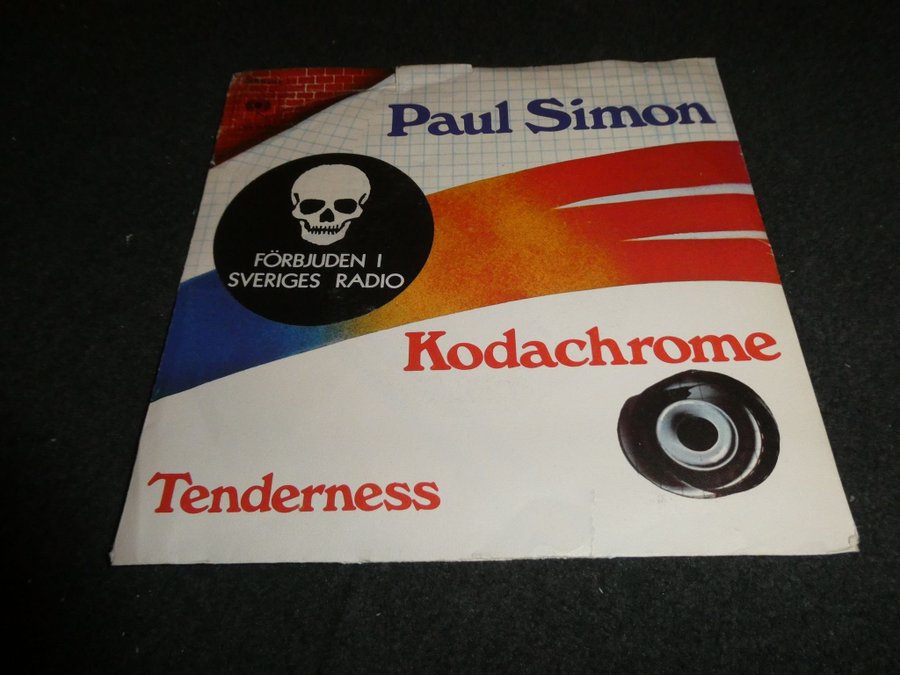 Paul Simon
FÖRBJUDEN I
SVERIGES RADIO
Kodachrome
Tenderness